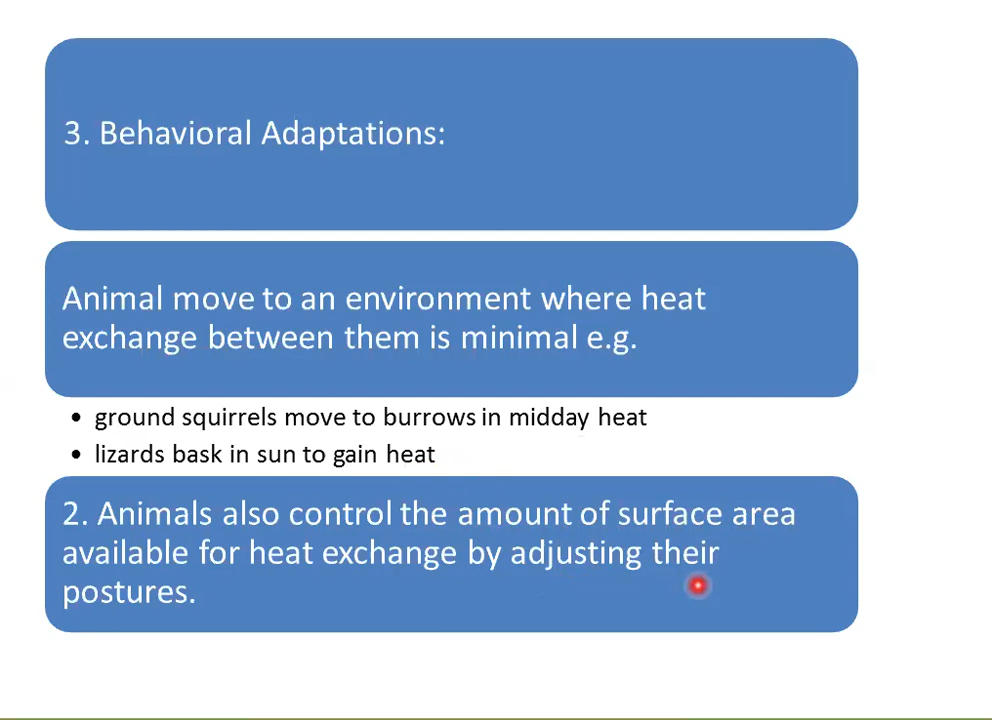 3. Behavioral Adaptations:
Animal move to an environment where heat
exchange between them is minimal e.g.
• ground squirrels move to burrows in midday heat
• lizards bask in sun to gain heat
2. Animals also control the amount of surface area
available for heat exchange by adjusting their
postures.